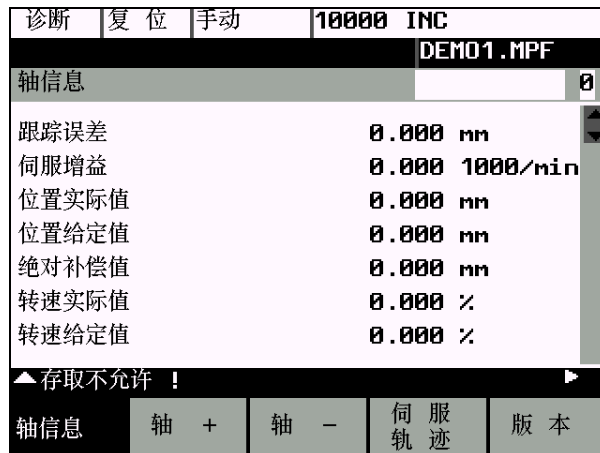 诊断 复 位 手动 10000 INC
DEMO1.MPF
轴信息 0
跟踪误差 0.000 mm
伺服增益 0.000 1000/min
位置实际值 0.000 mm
位置给定值 0.000 mm
绝对补偿值 0.000 mm
转速实际值 0.000 %
转速给定值 0.000 %
存取不允许 !
轴信息 轴 + 轴 - 伺 服 版 本
轨 迹